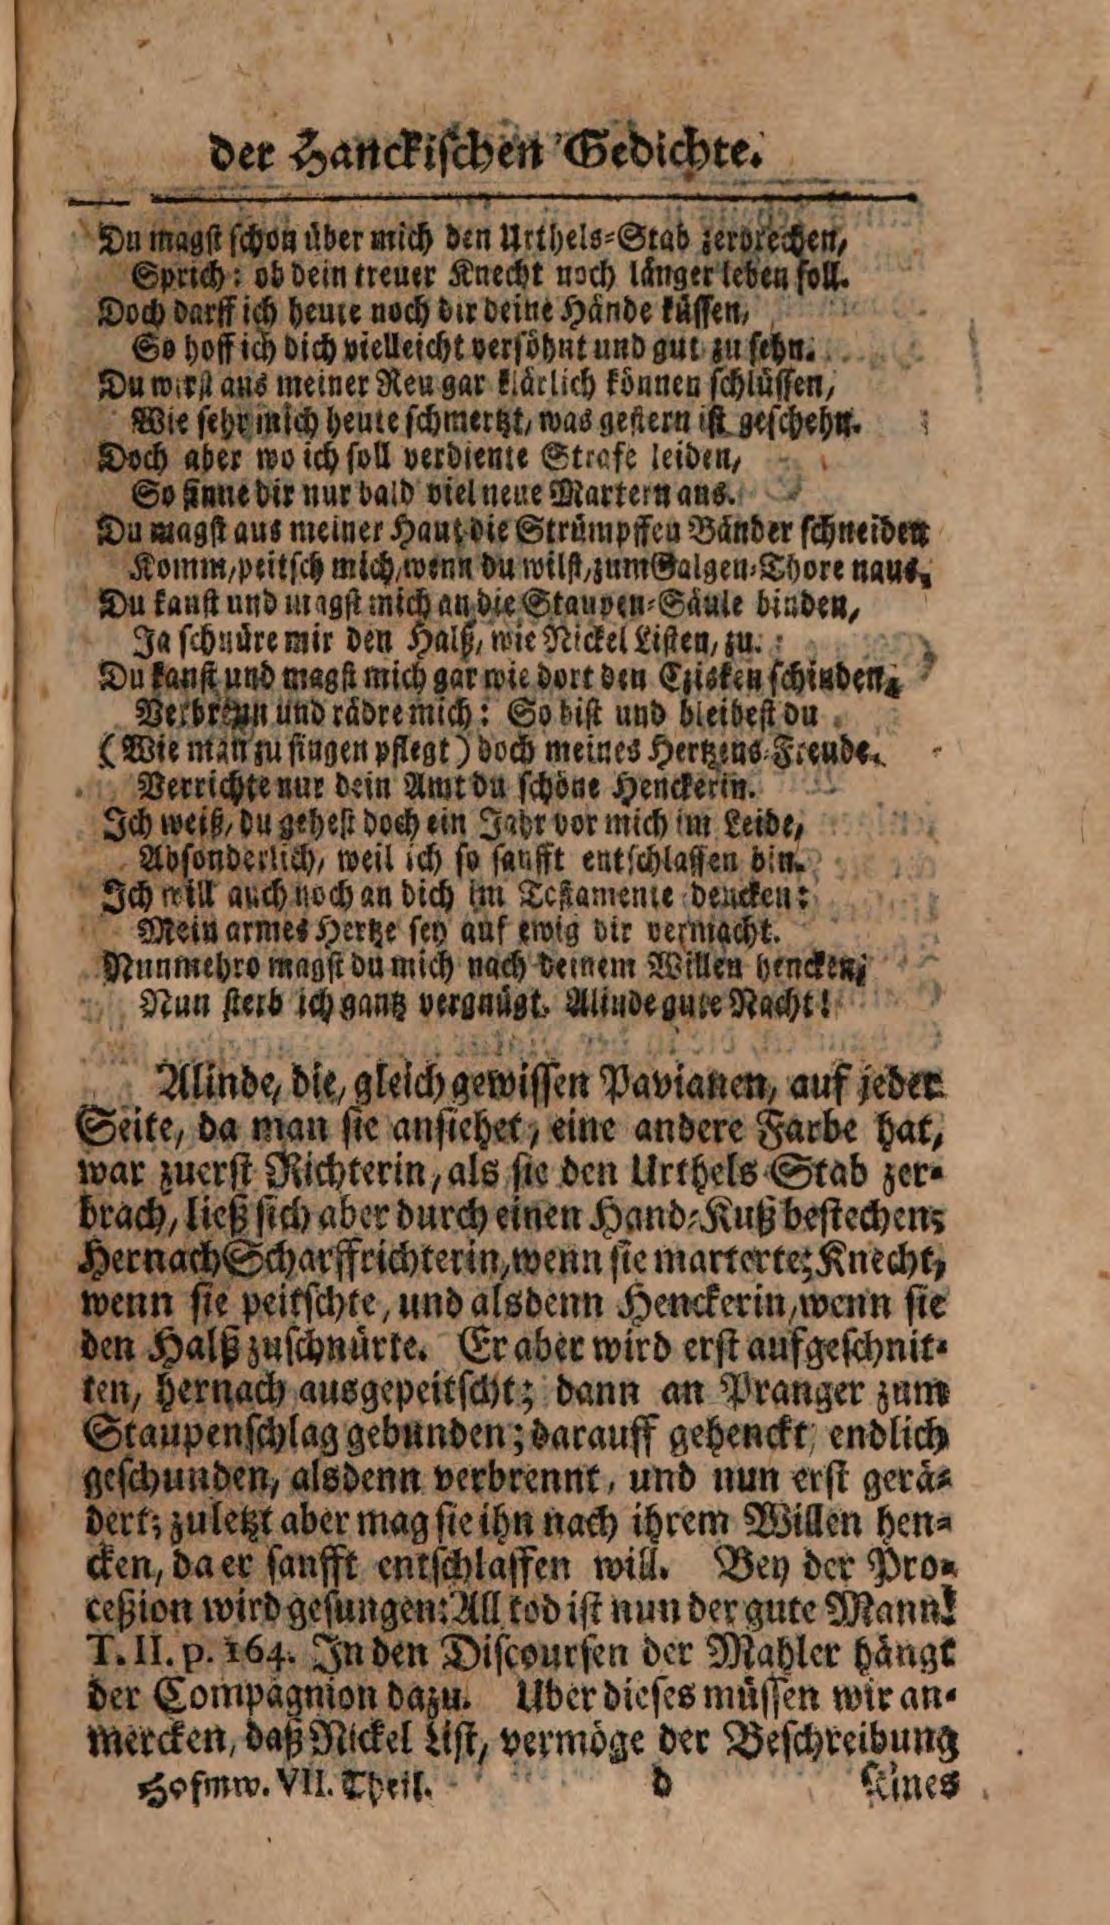 der Hanckischen Gedichte.
Du magst schon über mich den Urthels-Stab zerbrechen,
Sprich: ob dein treuer Knecht noch länger leben soll.
Doch darff ich heute noch dir deine Hände küssen,
So hoff ich dich vielleicht versöhnt und gut zu sehn.
Du wirst aus meiner Reu gar klärlich können schlüssen,
Wie sehr mich heute schmertzt, was gestern ist geschehn.
Doch aber wo ich soll verdiente Strafe leiden,
So sinne dir nur bald viel neue Martern aus.
Du magst aus meiner Haut die Strümpffen Bänder schneiden
Komm, peitsch mich, wenn du wilst, zum Galgen-Thore naus,
Du kanst und magst mich an die Staupen-Säule binden,
Ja schnüre mir den Halß, wie Nickel Listen, zu.
Du kanst und magst mich gar wie dort den Czisken schinden,
Verbrenn und rädre mich: So bist und bleibest du
(Wie man zu singen pflegt) doch meines Hertzens-Freude.
Verrichte nur dein Amt du schöne Henckerin.
Ich weiß, du gehest doch ein Jahr vor mich im Leide,
Absonderlich, weil ich so sanfft entschlaffen bin.
Ich will auch noch an dich im Testamente dencken:
Mein armes Hertze sey auf ewig dir vermacht.
Nunmehro magst du mich nach deinem Willen hencken,
Nun sterb ich gantz vergnügt. Alinde gute Nacht!
Alinde, die, gleich gewissen Pavianen, auf jeder
Seite, da man sie ansiehet, eine andere Farbe hat,
war zuerst Richterin, als sie den Urthels-Stab zer-
brach, ließ sich aber durch einen Hand-Kuß bestechen;
Hernach Scharffrichterin, wenn sie marterte; Knecht,
wenn sie peitschte, und alsdenn Henckerin, wenn sie
den Halß zuschnürte. Er aber wird erst aufgeschnit-
ten, hernach ausgepeitscht; dann an Pranger zum
Staupenschlag gebunden; darauff gehenckt, endlich
geschunden, alsdenn verbrennt, und nun erst gerä-
dert; zuletzt aber mag sie ihn nach ihrem Willen hen-
cken, da er sanfft entschlaffen will. Bey der Pro-
ceßion wird gesungen: All tod ist nun der gute Mann!
T. II. p. 164. In den Discoursen der Mahler hängt
der Compagnion dazu. Uber dieses müssen wir an-
mercken, daß Nickel List, vermöge der Beschreibung
Hofmw. VII. Theil. d seines